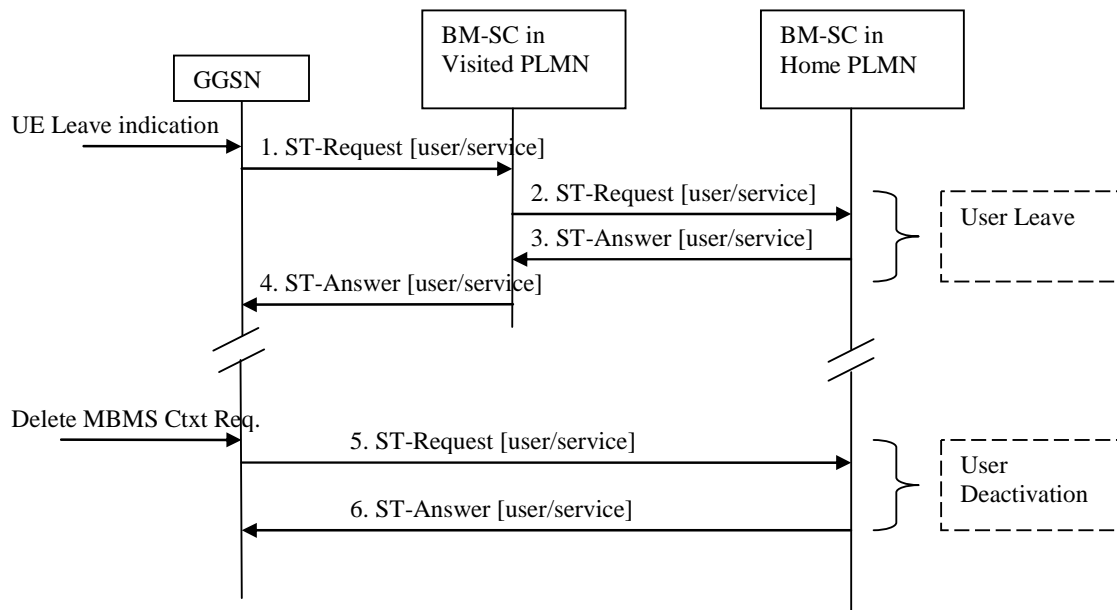 BM-SC in
Visited PLMN
BM-SC in
Home PLMN
GGSN
UE Leave indication
1. ST-Request [user/service]
2. ST-Request [user/service]
User Leave
3. ST-Answer [user/service]
4. ST-Answer [user/service]
Delete MBMS Ctxt Req.
5. ST-Request [user/service]
User
Deactivation
6. ST-Answer [user/service]